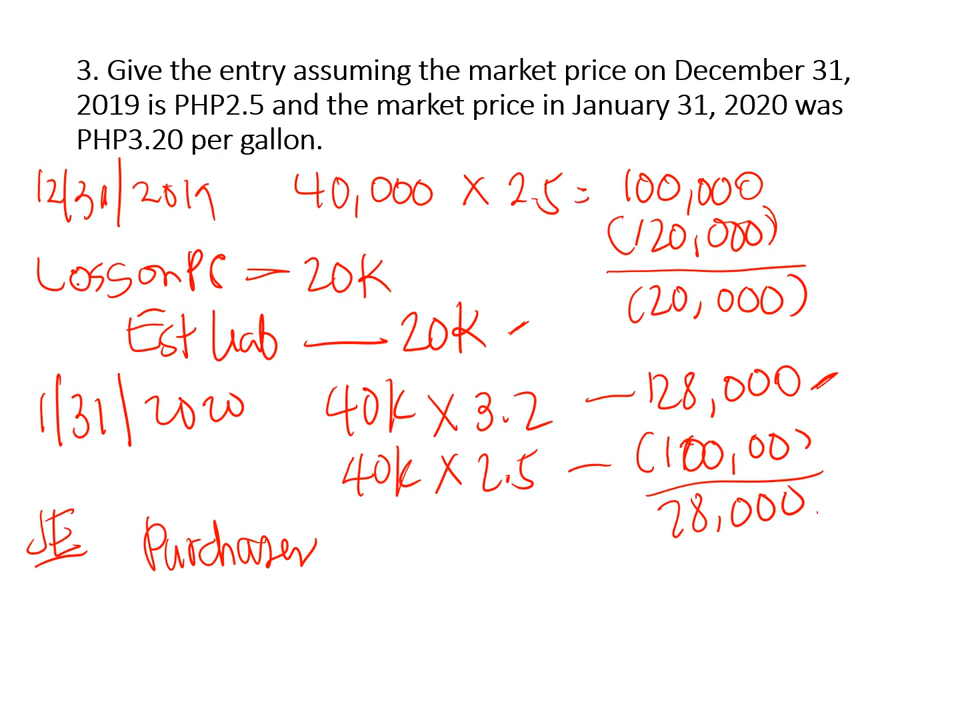 3. Give the entry assuming the market price on December 31,
2019 is PHP2.5 and the market price in January 31, 2020 was
PHP3.20 per gallon.
12/31/2019 40,000 X 2.5 = 100,000
(120,000)
Loss on PC — 20K (20,000)
Est liab — 20K
1/31/2020 40K X 3.2 — 128,000
40K X 2.5 — (100,00)
28,000.
JE Purchases